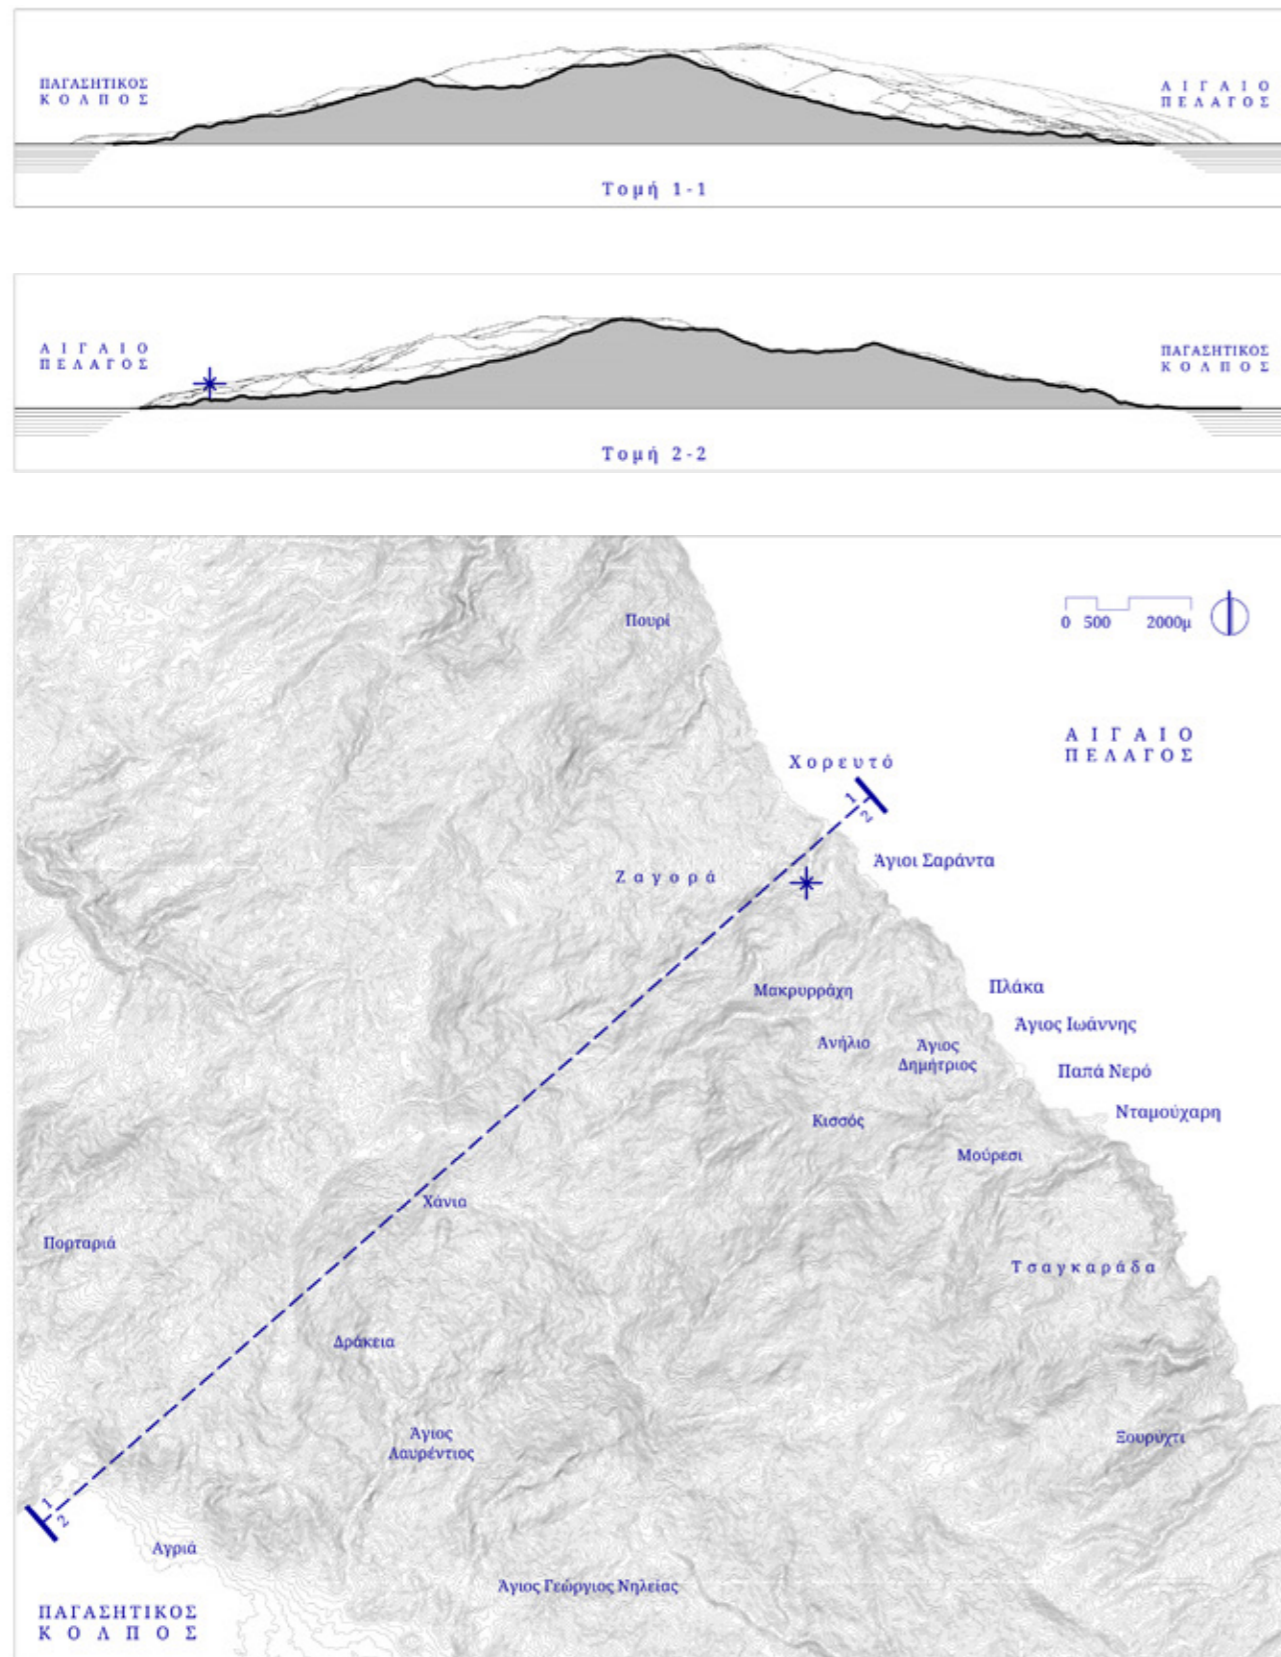 ΠΑΓΑΣΗΤΙΚΟΣ
ΚΟΛΠΟΣ
ΑΙΓΑΙΟ
ΠΕΛΑΓΟΣ
Τομή 1-1
ΑΙΓΑΙΟ
ΠΕΛΑΓΟΣ
ΠΑΓΑΣΗΤΙΚΟΣ
ΚΟΛΠΟΣ
Τομή 2-2
Πουρί
0 500 2000μ
ΑΙΓΑΙΟ
ΠΕΛΑΓΟΣ
Χορευτό
1
2
Άγιοι Σαράντα
Ζαγορά
Πλάκα
Μακρυρράχη
Άγιος Ιωάννης
Ανήλιο
Άγιος
Δημήτριος
Παπά Νερό
Νταμούχαρη
Κισσός
Μούρεσι
Χάνια
Πορταριά
Τσαγκαράδα
Δράκεια
Άγιος
Λαυρέντιος
Ξουρύχτι
1
2
Αγριά
Άγιος Γεώργιος Νηλείας
ΠΑΓΑΣΗΤΙΚΟΣ
ΚΟΛΠΟΣ